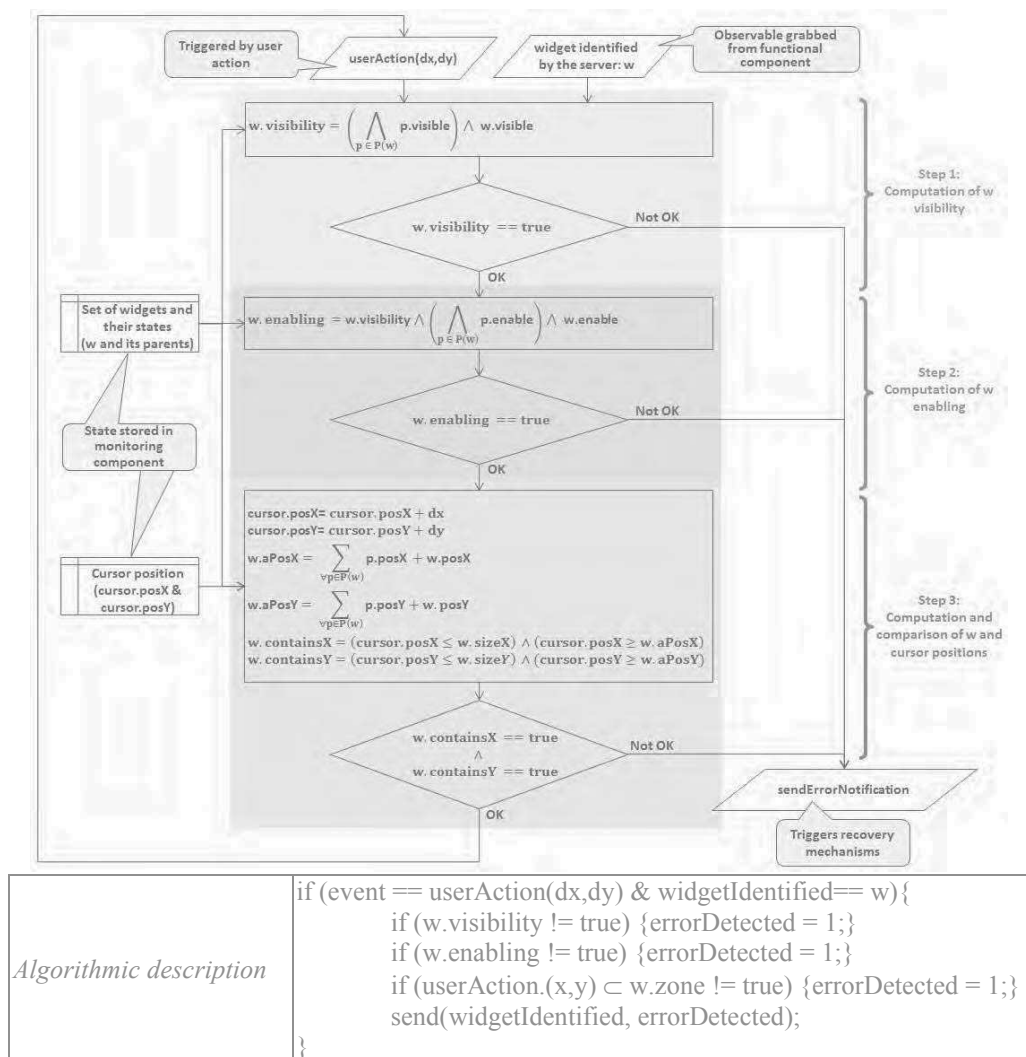 Triggered by user
action
userAction(dx,dy)
widget identified
by the server: w
Observable grabbed
from functional
component
w.visibility = ( ⋀ p.visible ) ∧ w.visible
p ∈ P(w)
Step 1:
Computation of w
visibility
w.visibility == true
Not OK
OK
Set of widgets and
their states
(w and its parents)
w.enabling = w.visibility ∧ ( ⋀ p.enable ) ∧ w.enable
p ∈ P(w)
Step 2:
Computation of w
enabling
w.enabling == true
Not OK
OK
State stored in
monitoring
component
cursor.posX= cursor.posX + dx
cursor.posY= cursor.posY + dy
w.aPosX = ∑ p.posX + w.posX
∀p∈P(w)
w.aPosY = ∑ p.posY + w.posY
∀p∈P(w)
w.containsX = (cursor.posX ≤ w.sizeX) ∧ (cursor.posX ≥ w.aPosX)
w.containsY = (cursor.posY ≤ w.sizeY) ∧ (cursor.posY ≥ w.aPosY)
Cursor position
(cursor.posX &
cursor.posY)
Step 3:
Computation and
comparison of w and
cursor positions
w.containsX == true
∧
w.containsY == true
Not OK
OK
sendErrorNotification
Triggers recovery
mechanisms
Algorithmic description
if (event == userAction(dx,dy) & widgetIdentified== w){
if (w.visibility != true) {errorDetected = 1;}
if (w.enabling != true) {errorDetected = 1;}
if (userAction.(x,y) ⊂ w.zone != true) {errorDetected = 1;}
send(widgetIdentified, errorDetected);
}